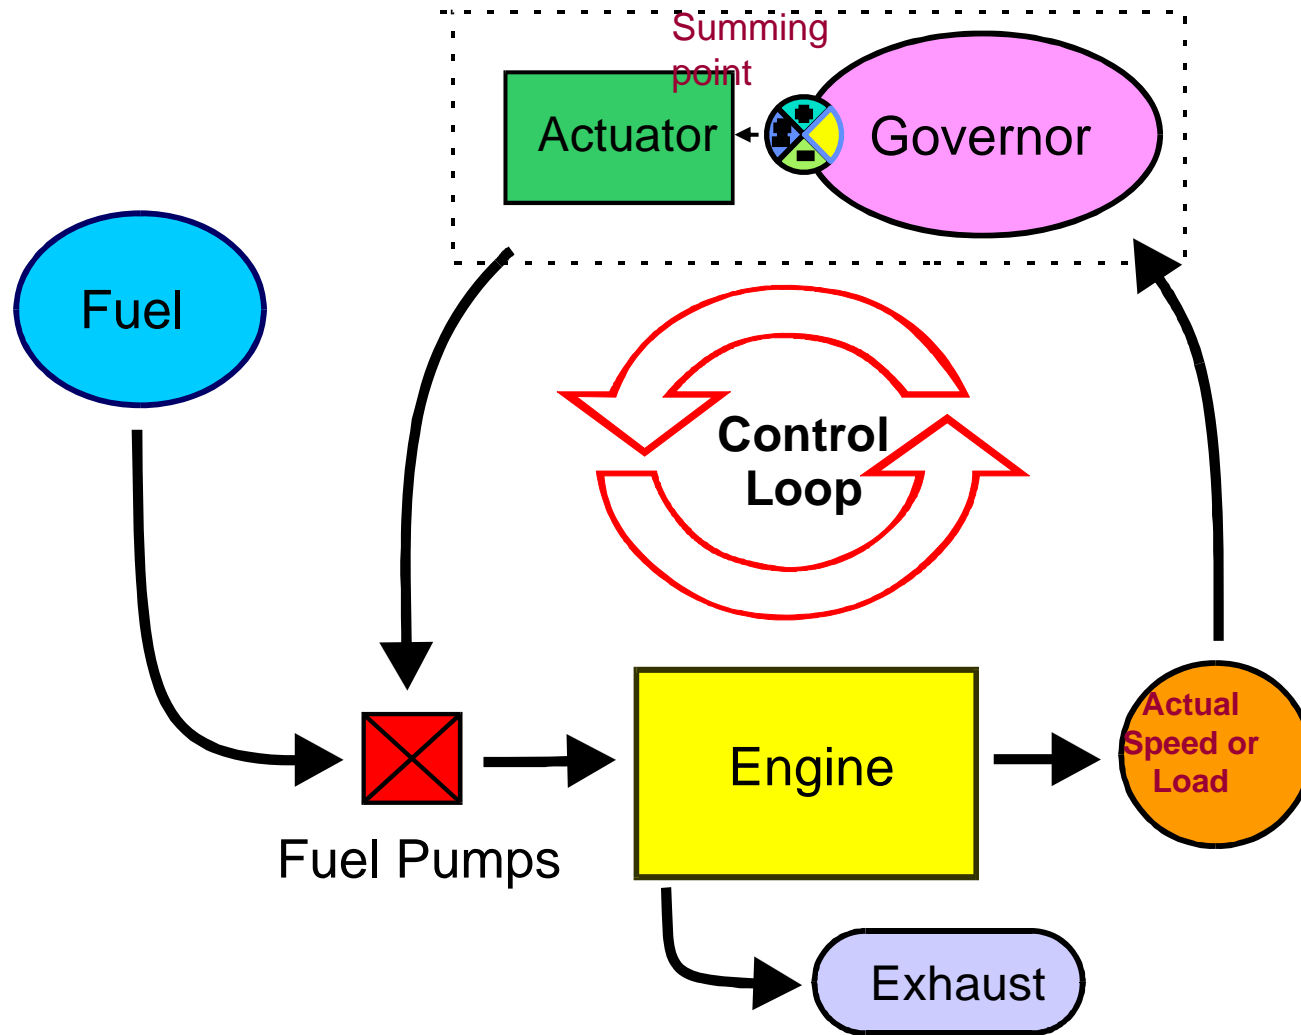 Summing
point
Actuator
Governor
Fuel
Control
Loop
Actual
Speed or
Load
Engine
Fuel Pumps
Exhaust